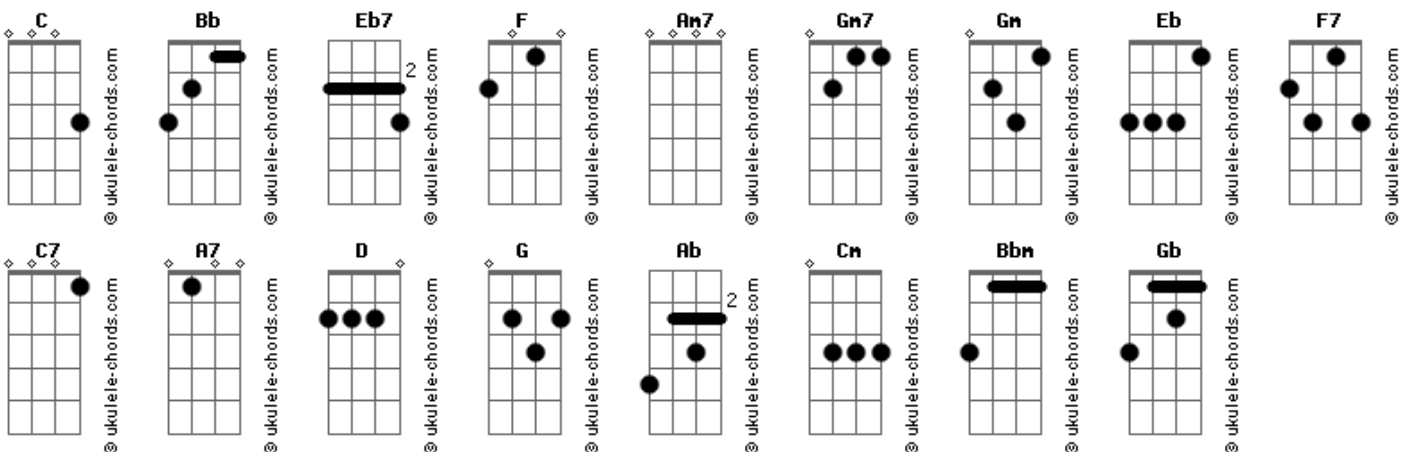 C Bb Eb7 F Am7 Gm7 Gm Eb F7
2
© ukulele-chords.com © ukulele-chords.com © ukulele-chords.com © ukulele-chords.com © ukulele-chords.com © ukulele-chords.com © ukulele-chords.com © ukulele-chords.com © ukulele-chords.com
C7 A7 D G Ab Cm Bbm Gb
2
© ukulele-chords.com © ukulele-chords.com © ukulele-chords.com © ukulele-chords.com © ukulele-chords.com © ukulele-chords.com © ukulele-chords.com © ukulele-chords.com